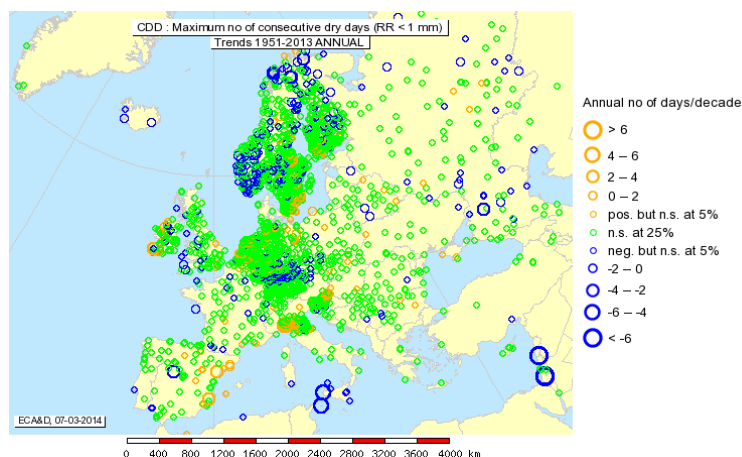 CDD : Maximum no of consecutive dry days (RR < 1 mm)
Trends 1951-2013 ANNUAL
Annual no of days/decade
> 6
4 – 6
2 – 4
0 – 2
pos. but n.s. at 5%
n.s. at 25%
neg. but n.s. at 5%
-2 – 0
-4 – -2
-6 – -4
< -6
ECA&D, 07-03-2014
0 400 800 1200 1600 2000 2400 2800 3200 3600 4000 km